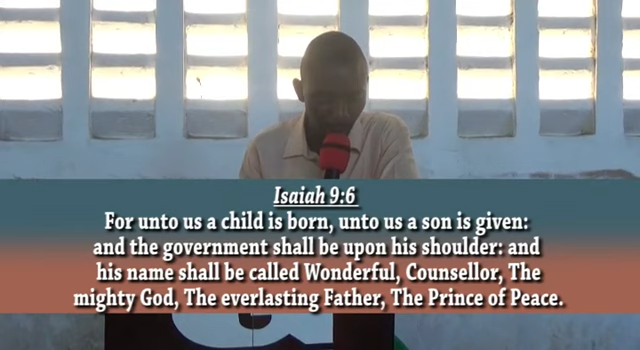 Isaiah 9:6
For unto us a child is born, unto us a son is given:
and the government shall be upon his shoulder: and
his name shall be called Wonderful, Counsellor, The
mighty God, The everlasting Father, The Prince of Peace.